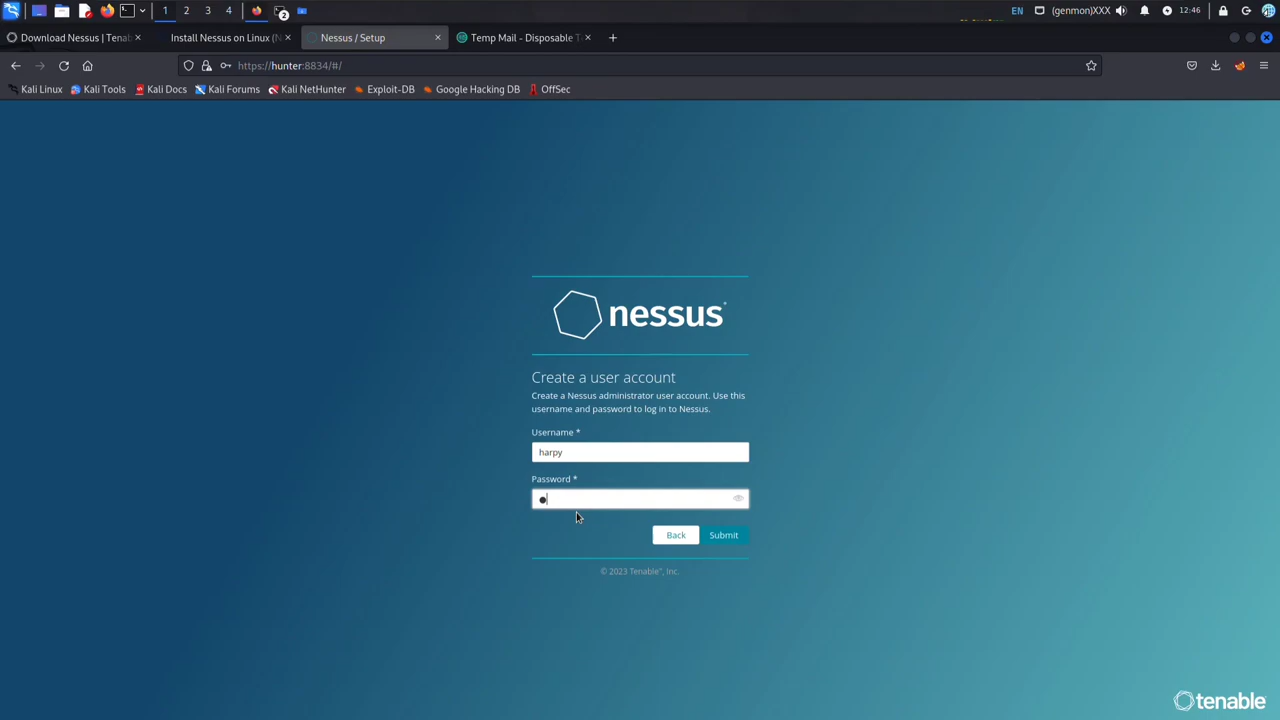 1 2 3 4 2 EN (genmon)XXX 12:46
Download Nessus | Tenab
Install Nessus on Linux (N
Nessus / Setup
Temp Mail - Disposable T
https://hunter:8834/#/
Kali Linux
Kali Tools
Kali Docs
Kali Forums
Kali NetHunter
Exploit-DB
Google Hacking DB
OffSec
nessus
Create a user account
Create a Nessus administrator user account. Use this
username and password to log in to Nessus.
Username *
harpy
Password *
Back
Submit
© 2023 Tenable™, Inc.
tenable